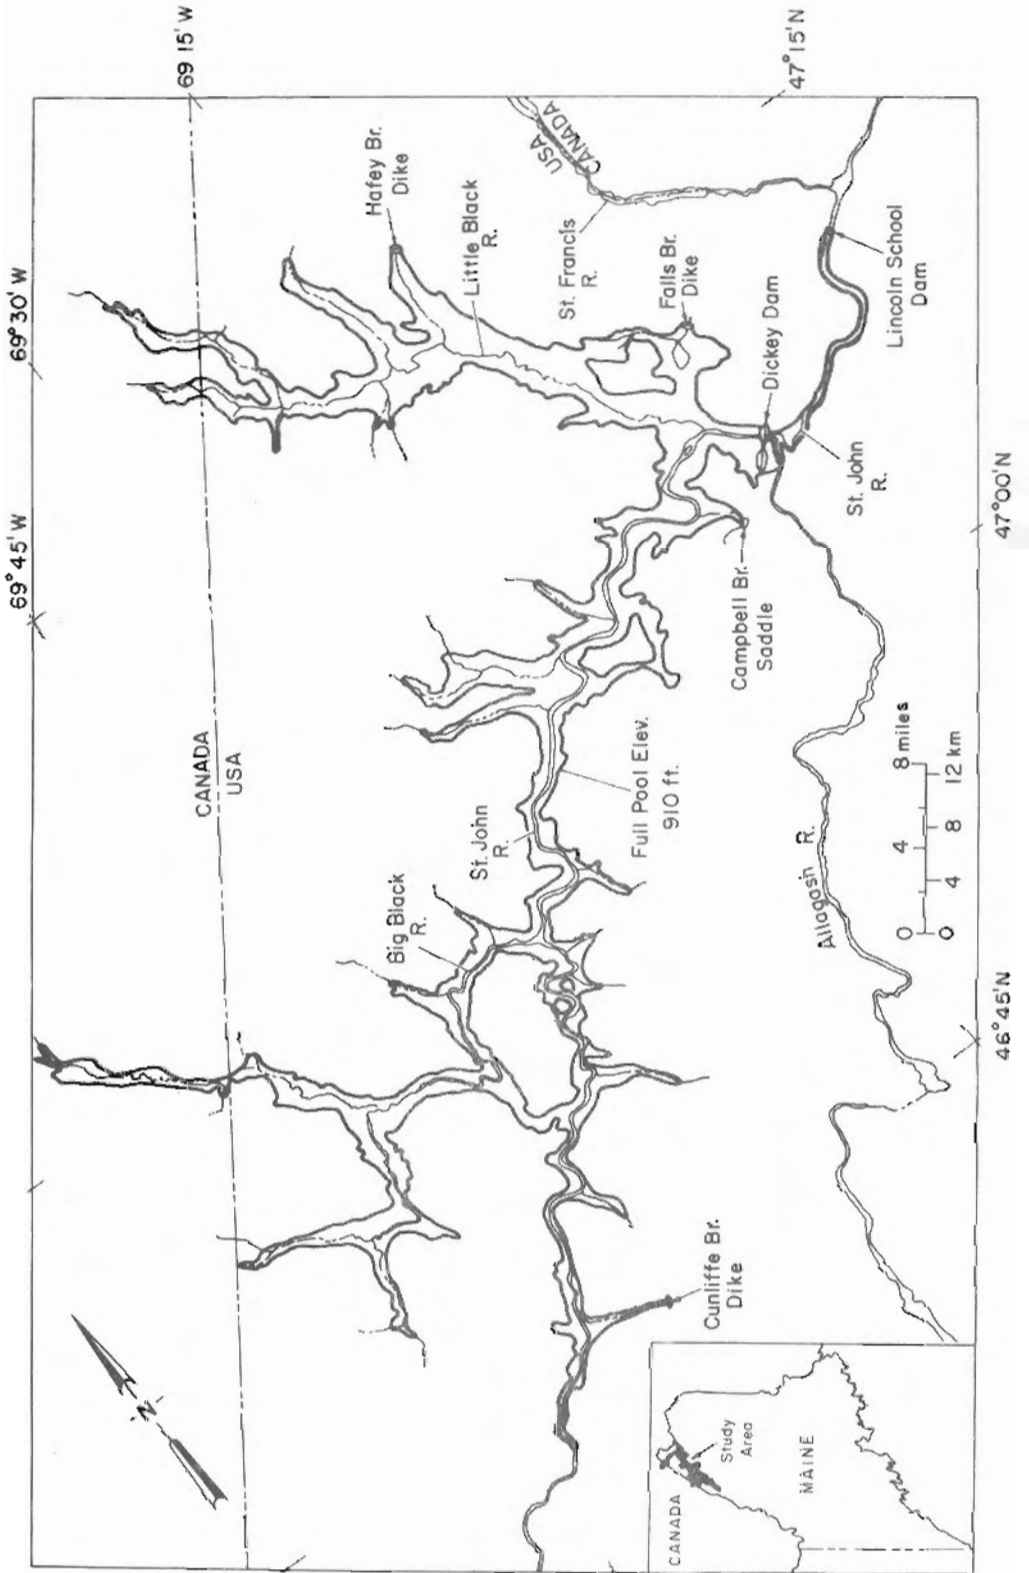 69 15' W
69° 30' W
69° 45' W
47° 15' N
47° 00' N
46° 45' N
CANADA
USA
USA
CANADA
Hafey Br.
Dike
Little Black
R.
St. Francis
R.
Falls Br.
Dike
Dickey Dam
Lincoln School
Dam
St. John
R.
Campbell Br.
Saddle
Full Pool Elev.
910 ft.
St. John
R.
Big Black
R.
Allagash R.
0 4 8 miles
0 4 8 12 km
Cunliffe Br.
Dike
N
CANADA
Study
Area
MAINE